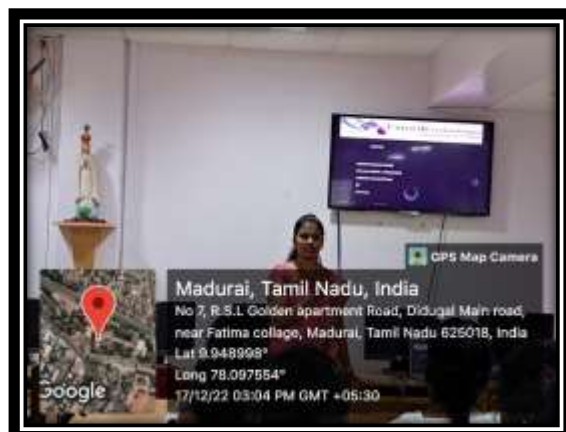 GPS Map Camera
Madurai, Tamil Nadu, India
No 7, R.S.L Golden apartment Road, Didugal Main road,
near Fatima collage, Madurai, Tamil Nadu 625018, India
Lat 9.948998°
Long 78.097554°
17/12/22 03:04 PM GMT +05:30
Google